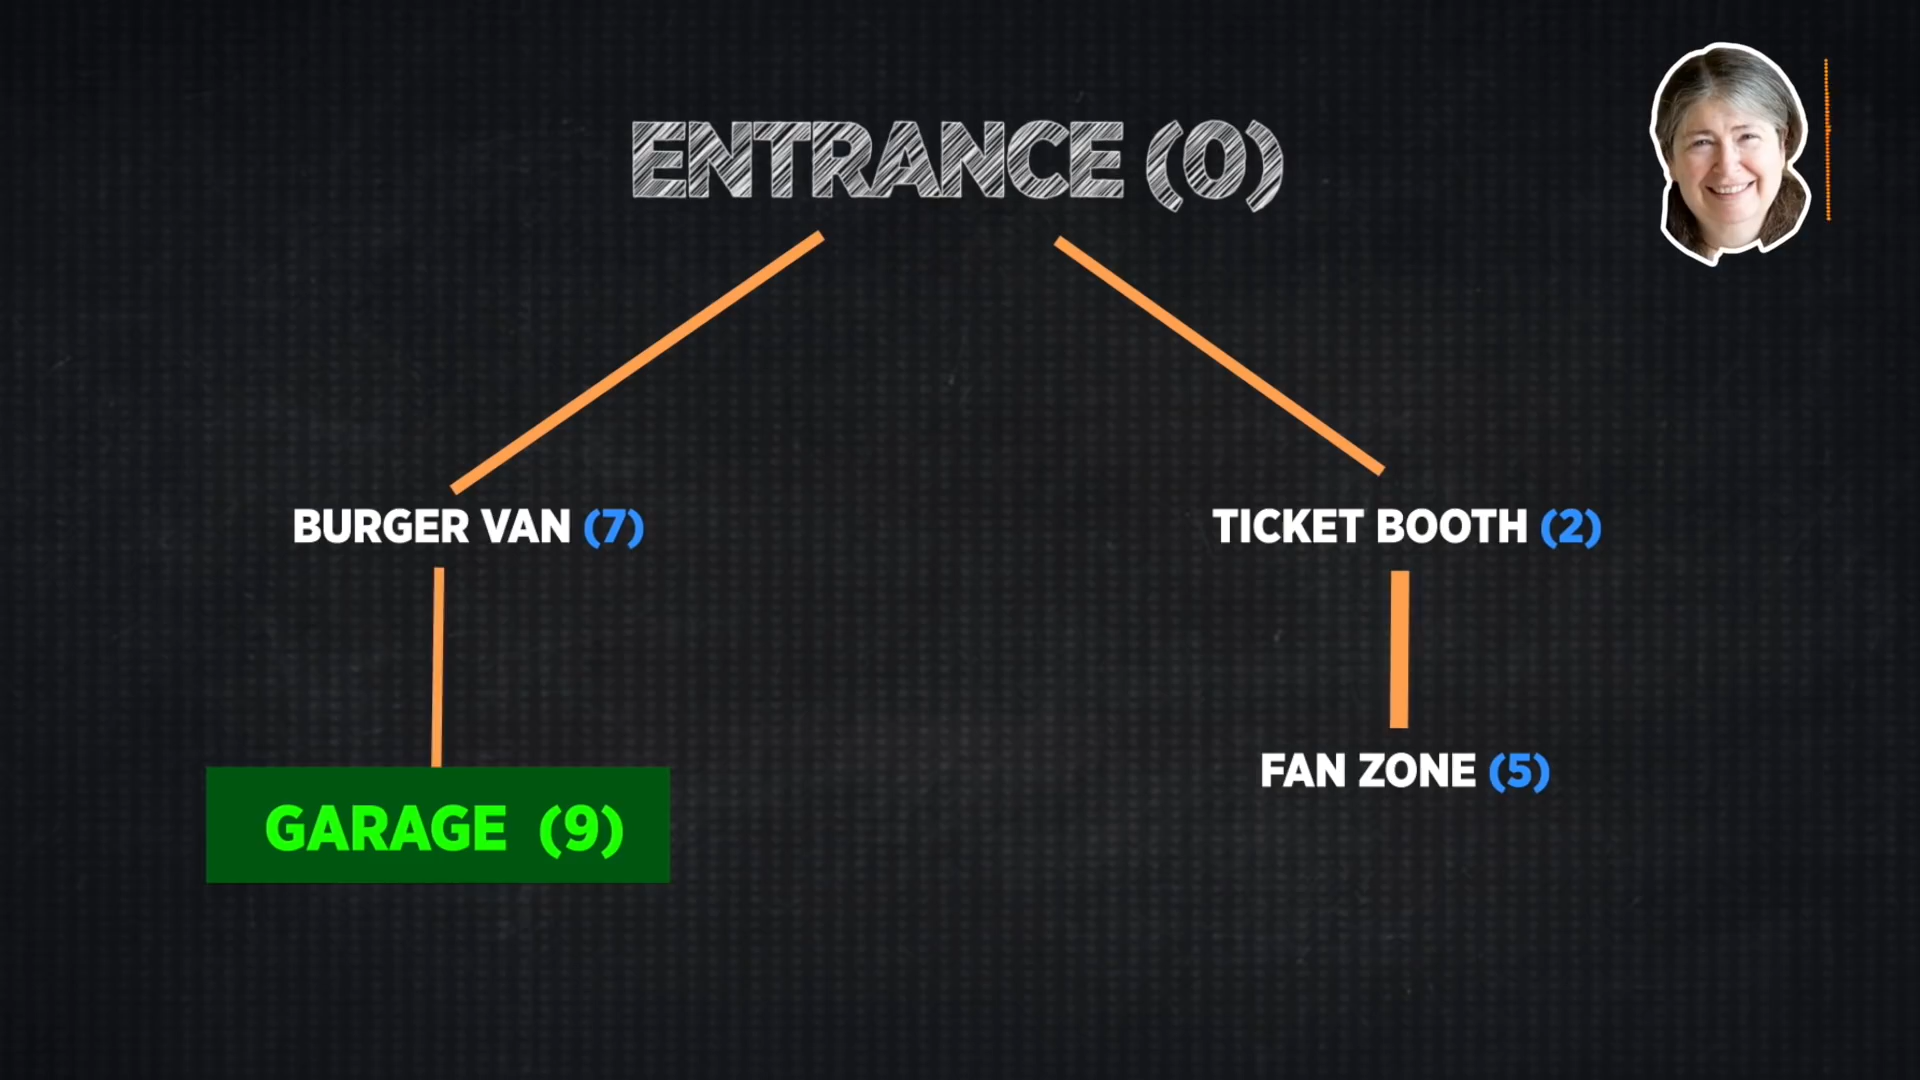 ENTRANCE (0)
BURGER VAN (7)
TICKET BOOTH (2)
FAN ZONE (5)
GARAGE (9)